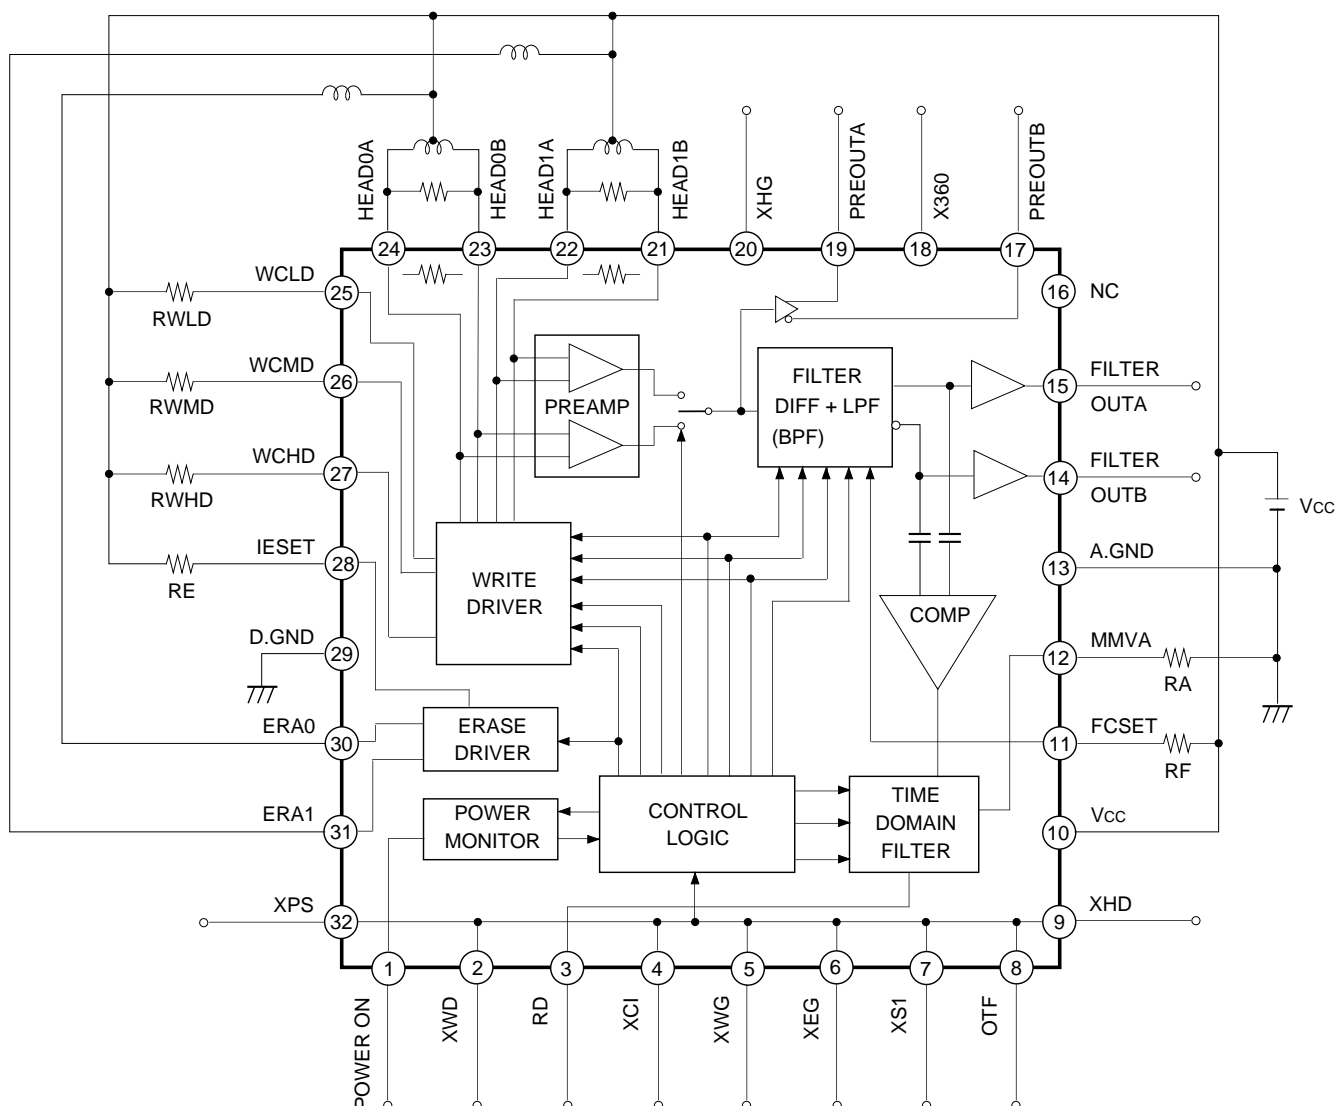 HEAD0A
HEAD0B
HEAD1A
HEAD1B
XHG
PREOUTA
X360
PREOUTB
24
23
22
21
20
19
18
17
WCLD
25
RWLD
16
NC
WCMD
26
RWMD
PREAMP
FILTER
DIFF + LPF
(BPF)
15
FILTER
OUTA
WCHD
27
RWHD
14
FILTER
OUTB
VCC
IESET
28
RE
WRITE
DRIVER
COMP
13
A.GND
D.GND
29
12
MMVA
RA
ERA0
30
ERASE
DRIVER
11
FCSET
RF
ERA1
31
POWER
MONITOR
CONTROL
LOGIC
TIME
DOMAIN
FILTER
10
VCC
XPS
32
9
XHD
1
2
3
4
5
6
7
8
POWER ON
XWD
RD
XCI
XWG
XEG
XS1
OTF